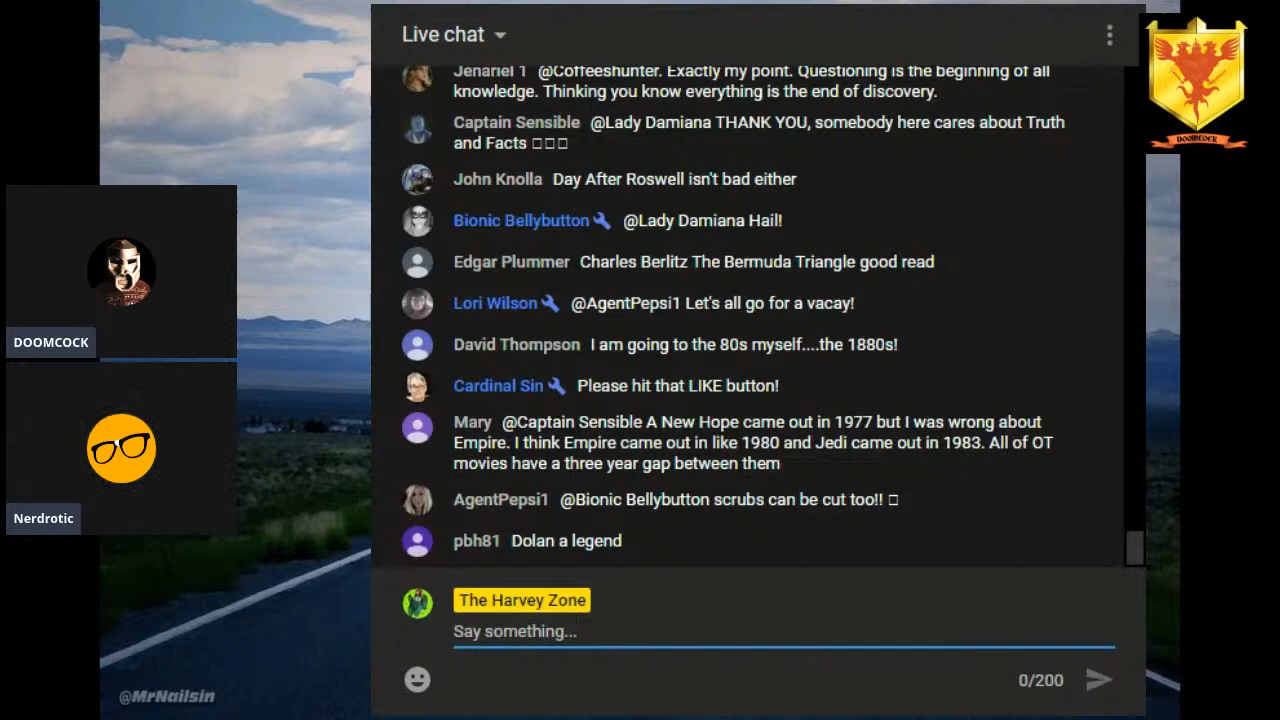 Live chat
Jenariel 1 @Coffeeshunter. Exactly my point. Questioning is the beginning of all
knowledge. Thinking you know everything is the end of discovery.
Captain Sensible @Lady Damiana THANK YOU, somebody here cares about Truth
and Facts □□□
John Knolla Day After Roswell isn't bad either
Bionic Bellybutton @Lady Damiana Hail!
Edgar Plummer Charles Berlitz The Bermuda Triangle good read
Lori Wilson @AgentPepsi1 Let's all go for a vacay!
David Thompson I am going to the 80s myself....the 1880s!
Cardinal Sin Please hit that LIKE button!
Mary @Captain Sensible A New Hope came out in 1977 but I was wrong about
Empire. I think Empire came out in like 1980 and Jedi came out in 1983. All of OT
movies have a three year gap between them
AgentPepsi1 @Bionic Bellybutton scrubs can be cut too!! □
pbh81 Dolan a legend
The Harvey Zone
Say something...
0/200
DOOMCOCK
Nerdrotic
@MrNailsin
DOOMCOCK